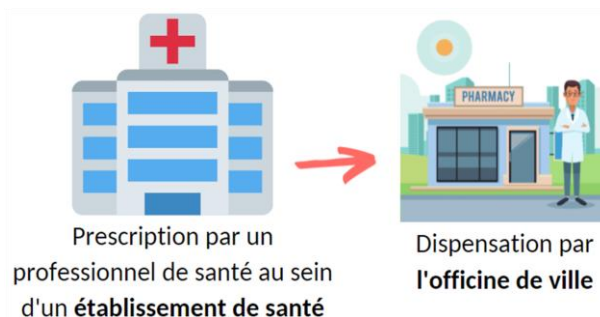 PHARMACY
Prescription par un
professionnel de santé au sein
d'un établissement de santé
Dispensation par
l'officine de ville